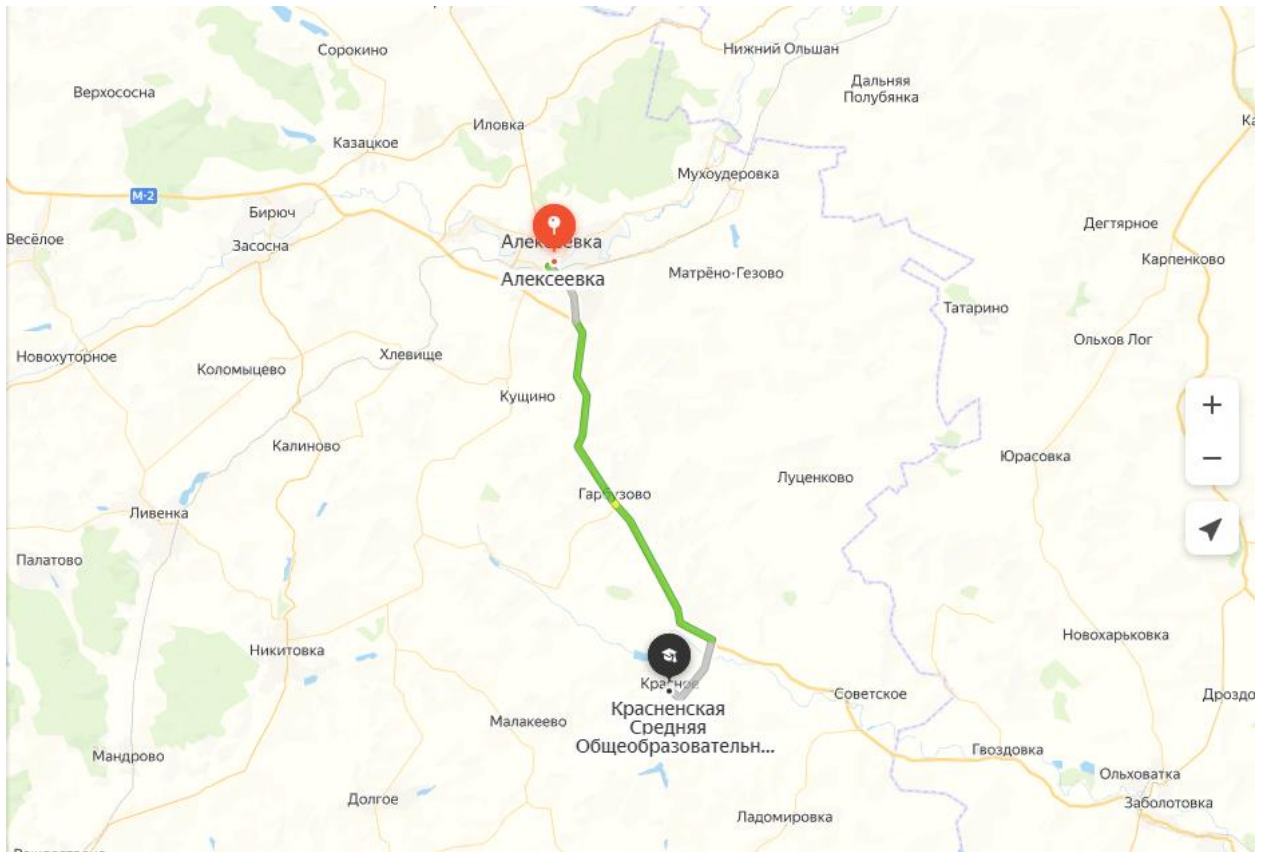 Сорокино
Нижний Ольшан
Верхососна
Дальняя
Полубянка
Иловка
Казацкое
Мухоудеровка
М-2
Бирюч
Весёлое
Засосна
Алексеевка
Дегтярное
Карпенково
Алексеевка
Матрёно-Гезово
Татарино
Ольхов Лог
Новохуторное
Хлевище
Коломыцево
Кущино
Калиново
Юрасовка
Луценково
Гарбузово
Ливенка
Палатово
Никитовка
Новохарьковка
Красное
Советское
Красненская
Средняя
Общеобразовательн...
Малакеево
Гвоздовка
Мандрово
Ольховатка
Заболотовка
Долгое
Ладомировка